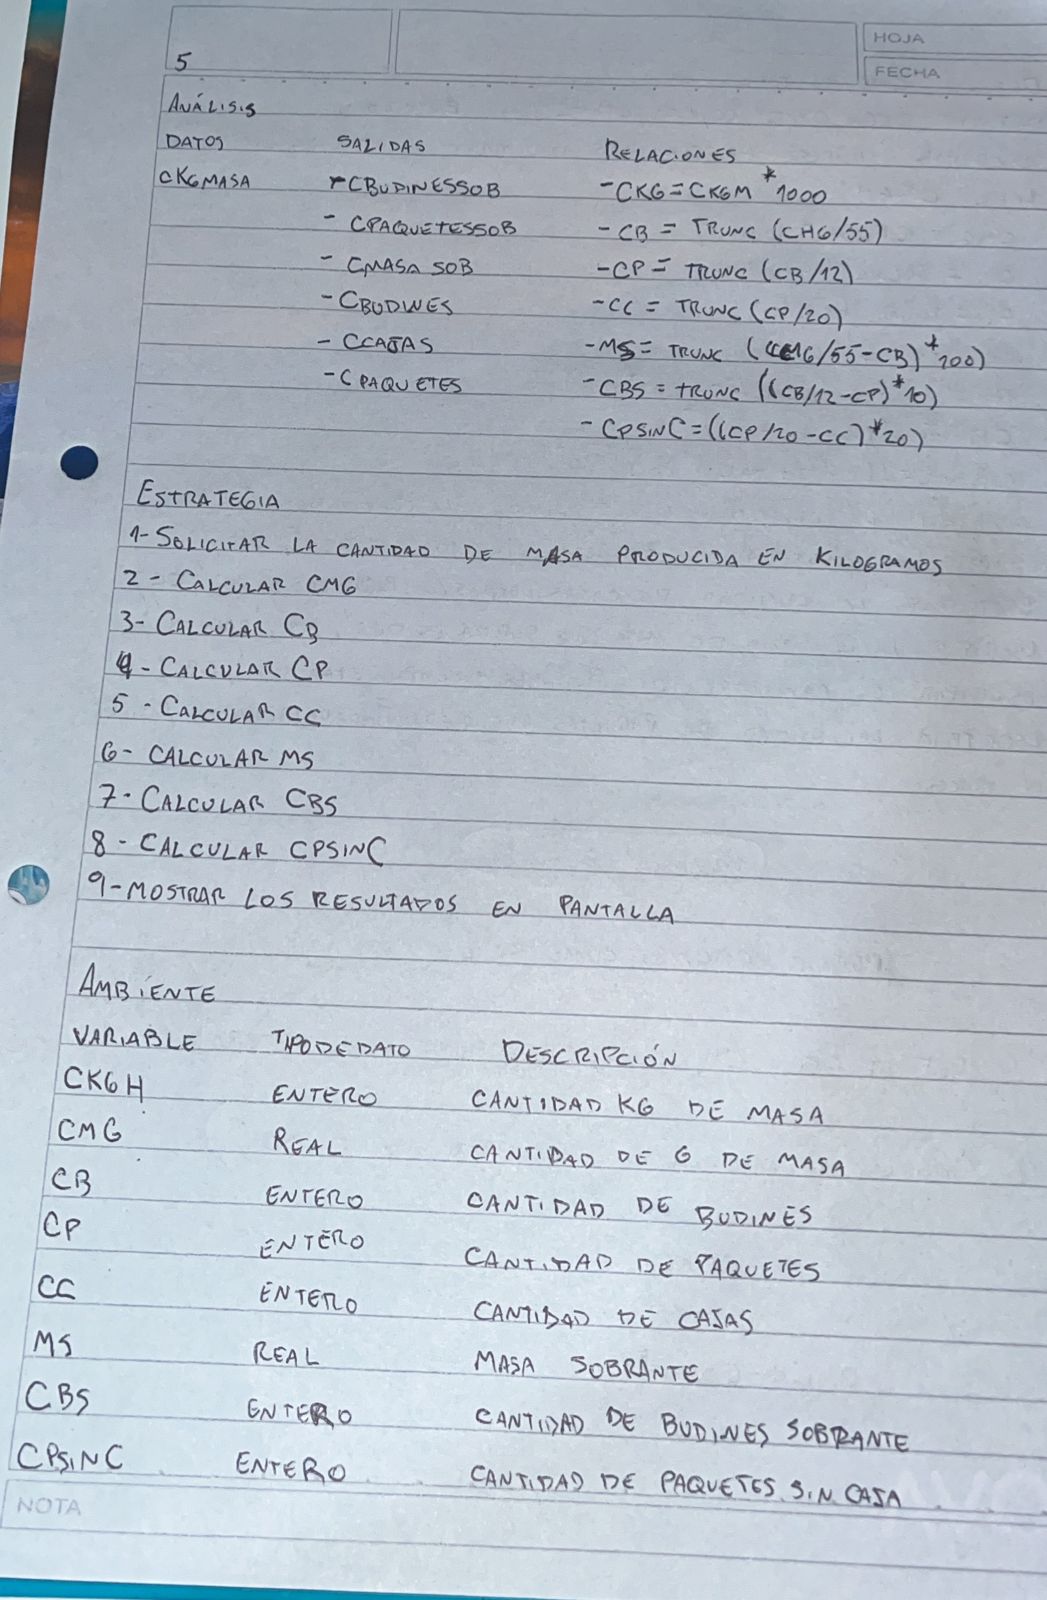 HOJA
5
FECHA
ANÁLISIS
DATOS SALIDAS RELACIONES
CKGMASA - CBUDINESSOB - CKG = CKGM * 1000
- CPAQUETESSOB - CB = TRUNC (CHG/55)
- CMASA SOB - CP = TRUNC (CB/12)
- CBUDINES - CC = TRUNC (CP/20)
- CCAJAS - MS = TRUNC ((CMG/55-CB) * 100)
- CPAQUETES - CBS = TRUNC ((CB/12-CP) * 10)
- CPSINC = ((CP/20-CC) * 20)
ESTRATEGIA
1- SOLICITAR LA CANTIDAD DE MASA PRODUCIDA EN KILOGRAMOS
2 - CALCULAR CMG
3- CALCULAR CB
4 - CALCULAR CP
5 - CALCULAR CC
6 - CALCULAR MS
7 - CALCULAR CBS
8 - CALCULAR CPSINC
9 - MOSTRAR LOS RESULTADOS EN PANTALLA
AMBIENTE
VARIABLE TIPO DE DATO DESCRIPCIÓN
CKGH ENTERO CANTIDAD KG DE MASA
CMG REAL CANTIDAD DE G DE MASA
CB ENTERO CANTIDAD DE BUDINES
CP ENTERO CANTIDAD DE PAQUETES
CC ENTERO CANTIDAD DE CAJAS
MS REAL MASA SOBRANTE
CBS ENTERO CANTIDAD DE BUDINES SOBRANTE
CPSINC ENTERO CANTIDAD DE PAQUETES SIN CAJA
NOTA